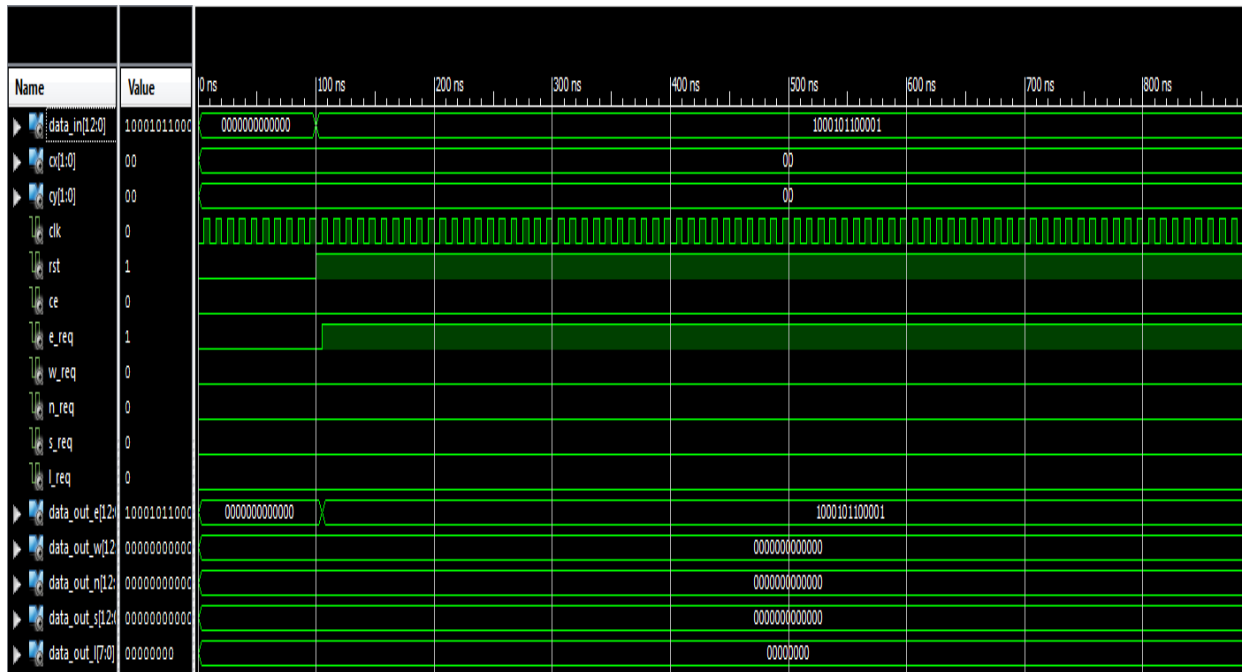 Name Value 0 ns 100 ns 200 ns 300 ns 400 ns 500 ns 600 ns 700 ns 800 ns
data_in[12:0] 10001011000 0000000000000 1000101100001
cx[1:0] 00 00
cy[1:0] 00 00
clk 0
rst 1
ce 0
e_req 1
w_req 0
n_req 0
s_req 0
l_req 0
data_out_e[12: 10001011000 0000000000000 1000101100001
data_out_w[12 00000000000 0000000000000
data_out_n[12: 00000000000 0000000000000
data_out_s[12:0 00000000000 0000000000000
data_out_l[7:0] 00000000 00000000